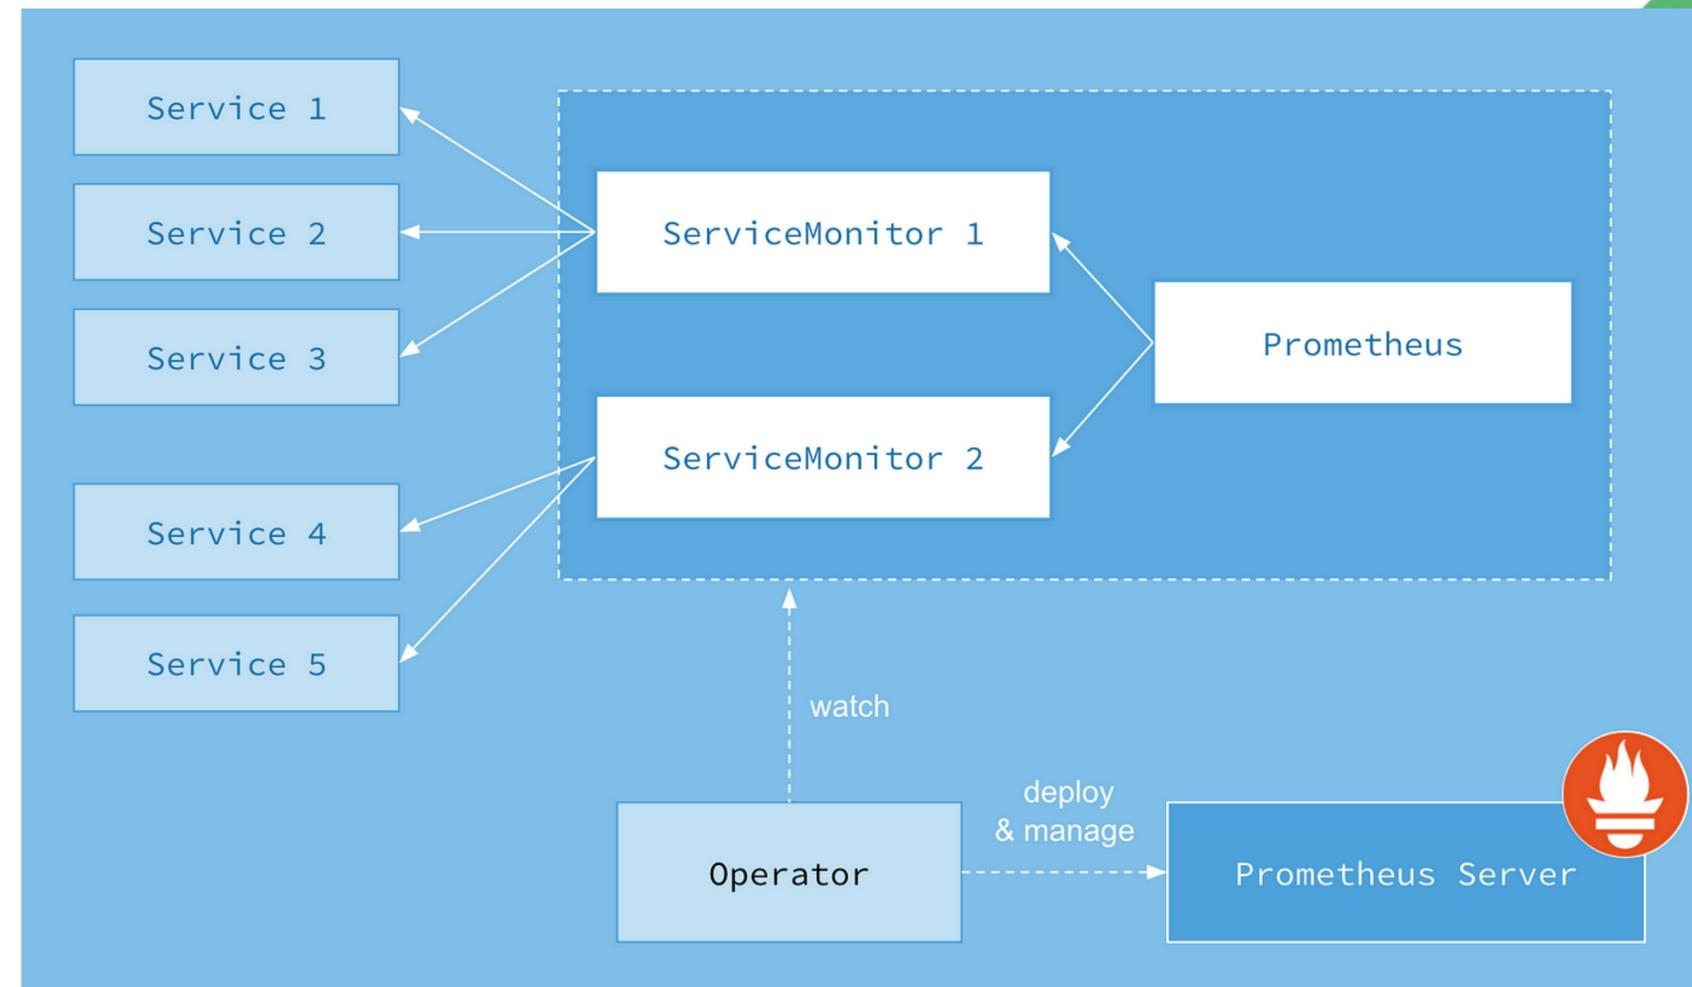 Service 1
Service 2
Service 3
Service 4
Service 5
ServiceMonitor 1
ServiceMonitor 2
Prometheus
watch
deploy
& manage
Operator
Prometheus Server